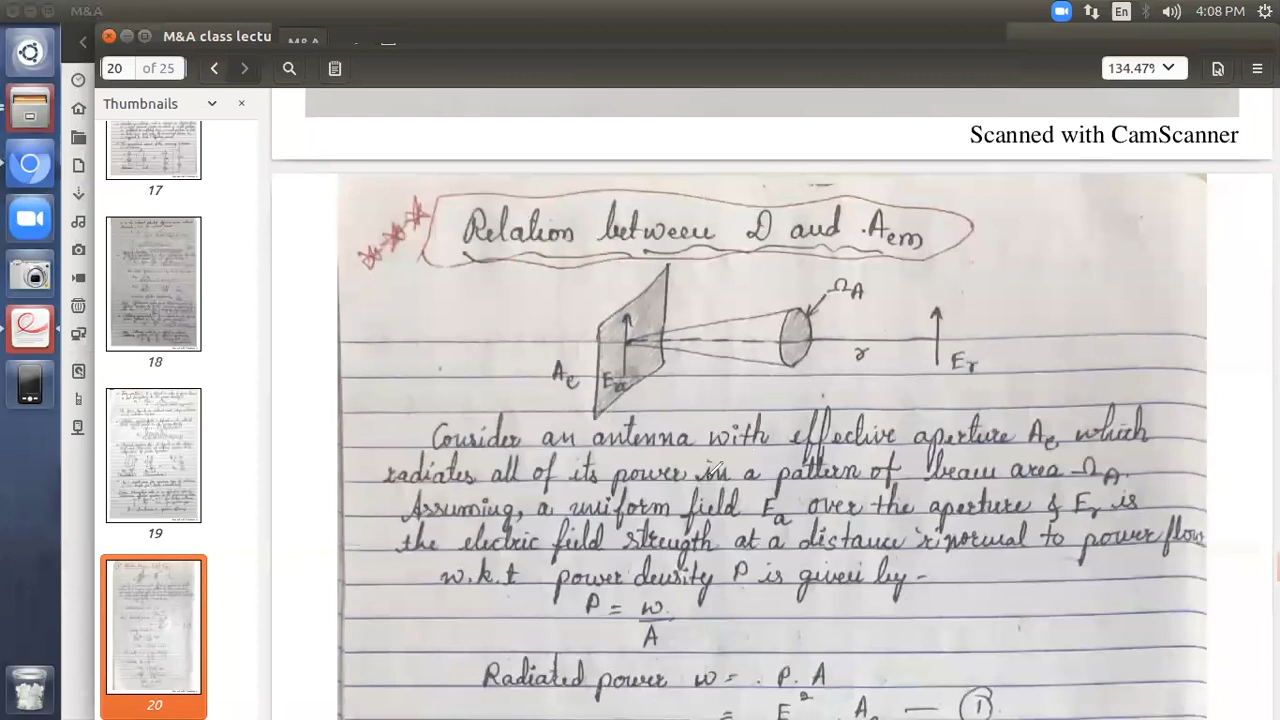 M&A
En
4:08 PM
M&A class lectu
M&A
20 of 25
134.47%
Thumbnails
17
18
19
20
Scanned with CamScanner
Relation between D and Aem
ΩA
Ae
Ea
r
Er
Consider an antenna with effective aperture Ae which
radiates all of its power in a pattern of beam area ΩA.
Assuming, a uniform field Ea over the aperture & Er is
the electric field strength at a distance r, normal to power flow
w.k.t power density P is given by -
P = w
A
Radiated power w = P. A
= E² Ae — ①